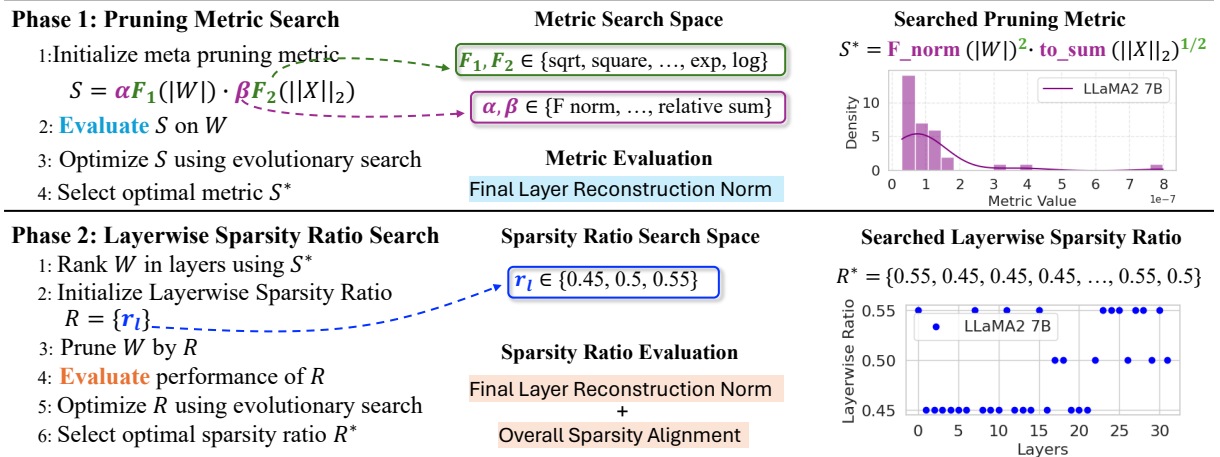 Phase 1: Pruning Metric Search
1:Initialize meta pruning metric
S = αF₁(|W|) · βF₂(||X||₂)
2: Evaluate S on W
3: Optimize S using evolutionary search
4: Select optimal metric S*
Metric Search Space
F₁, F₂ ∈ {sqrt, square, …, exp, log}
α, β ∈ {F norm, …, relative sum}
Metric Evaluation
Final Layer Reconstruction Norm
Searched Pruning Metric
S* = F_norm (|W|)²· to_sum (||X||₂)^1/2
LLaMA2 7B
Density
10
5
0
0 1 2 3 4 5 6 7 8
Metric Value
1e-7
Phase 2: Layerwise Sparsity Ratio Search
1: Rank W in layers using S*
2: Initialize Layerwise Sparsity Ratio
R = {r_l}
3: Prune W by R
4: Evaluate performance of R
5: Optimize R using evolutionary search
6: Select optimal sparsity ratio R*
Sparsity Ratio Search Space
r_l ∈ {0.45, 0.5, 0.55}
Sparsity Ratio Evaluation
Final Layer Reconstruction Norm
+
Overall Sparsity Alignment
Searched Layerwise Sparsity Ratio
R* = {0.55, 0.45, 0.45, 0.45, …, 0.55, 0.5}
LLaMA2 7B
Layerwise Ratio
0.55
0.50
0.45
0 5 10 15 20 25 30
Layers